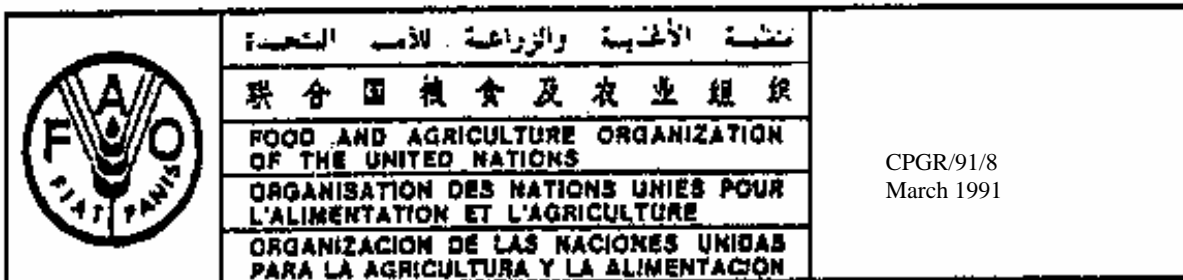 FAO
FIAT PANIS
منظمة الأغذية والزراعة للأمم المتحدة
联合国粮食及农业组织
FOOD AND AGRICULTURE ORGANIZATION
OF THE UNITED NATIONS
ORGANISATION DES NATIONS UNIES POUR
L'ALIMENTATION ET L'AGRICULTURE
ORGANIZACION DE LAS NACIONES UNIDAS
PARA LA AGRICULTURA Y LA ALIMENTACION
CPGR/91/8
March 1991